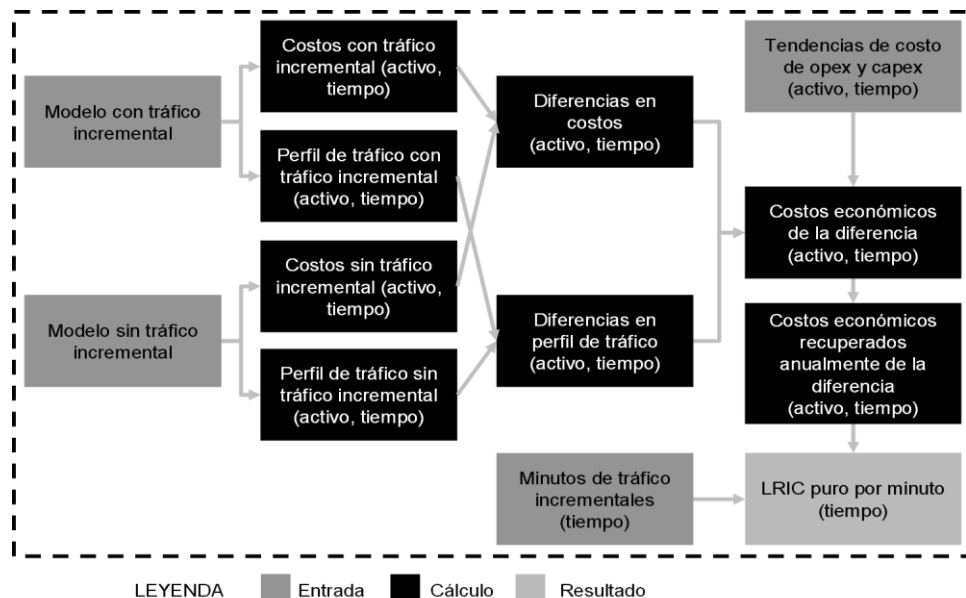 Modelo con tráfico
incremental
Modelo sin tráfico
incremental
Costos con tráfico
incremental (activo,
tiempo)
Perfil de tráfico con
tráfico incremental
(activo, tiempo)
Costos sin tráfico
incremental (activo,
tiempo)
Perfil de tráfico sin
tráfico incremental
(activo, tiempo)
Diferencias en
costos
(activo, tiempo)
Diferencias en
perfil de tráfico
(activo, tiempo)
Minutos de tráfico
incrementales
(tiempo)
Tendencias de costo
de opex y capex
(activo, tiempo)
Costos económicos
de la diferencia
(activo, tiempo)
Costos económicos
recuperados
anualmente de la
diferencia
(activo, tiempo)
LRIC puro por minuto
(tiempo)
LEYENDA
Entrada
Cálculo
Resultado